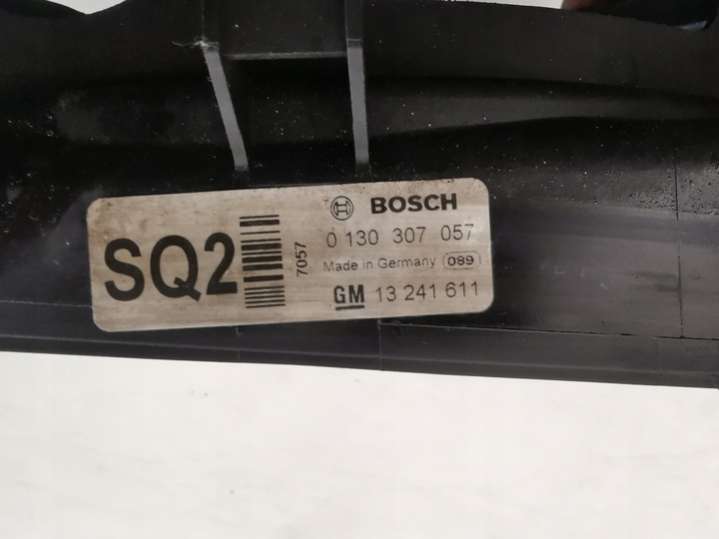 SQ2
7057
BOSCH
0 130 307 057
Made in Germany 089
GM 13 241 611